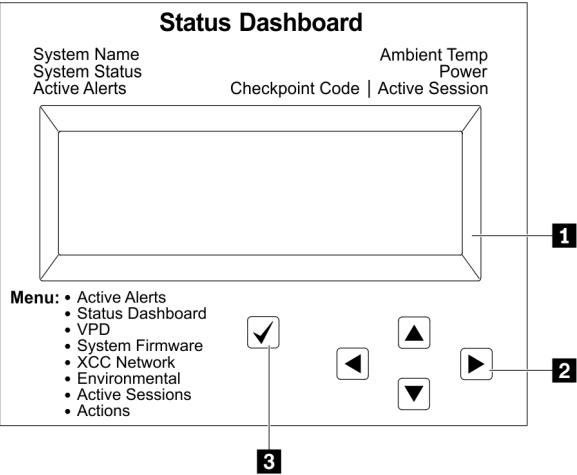 Status Dashboard
System Name
System Status
Active Alerts
Ambient Temp
Power
Checkpoint Code | Active Session
1
Menu: • Active Alerts
• Status Dashboard
• VPD
• System Firmware
• XCC Network
• Environmental
• Active Sessions
• Actions
2
3